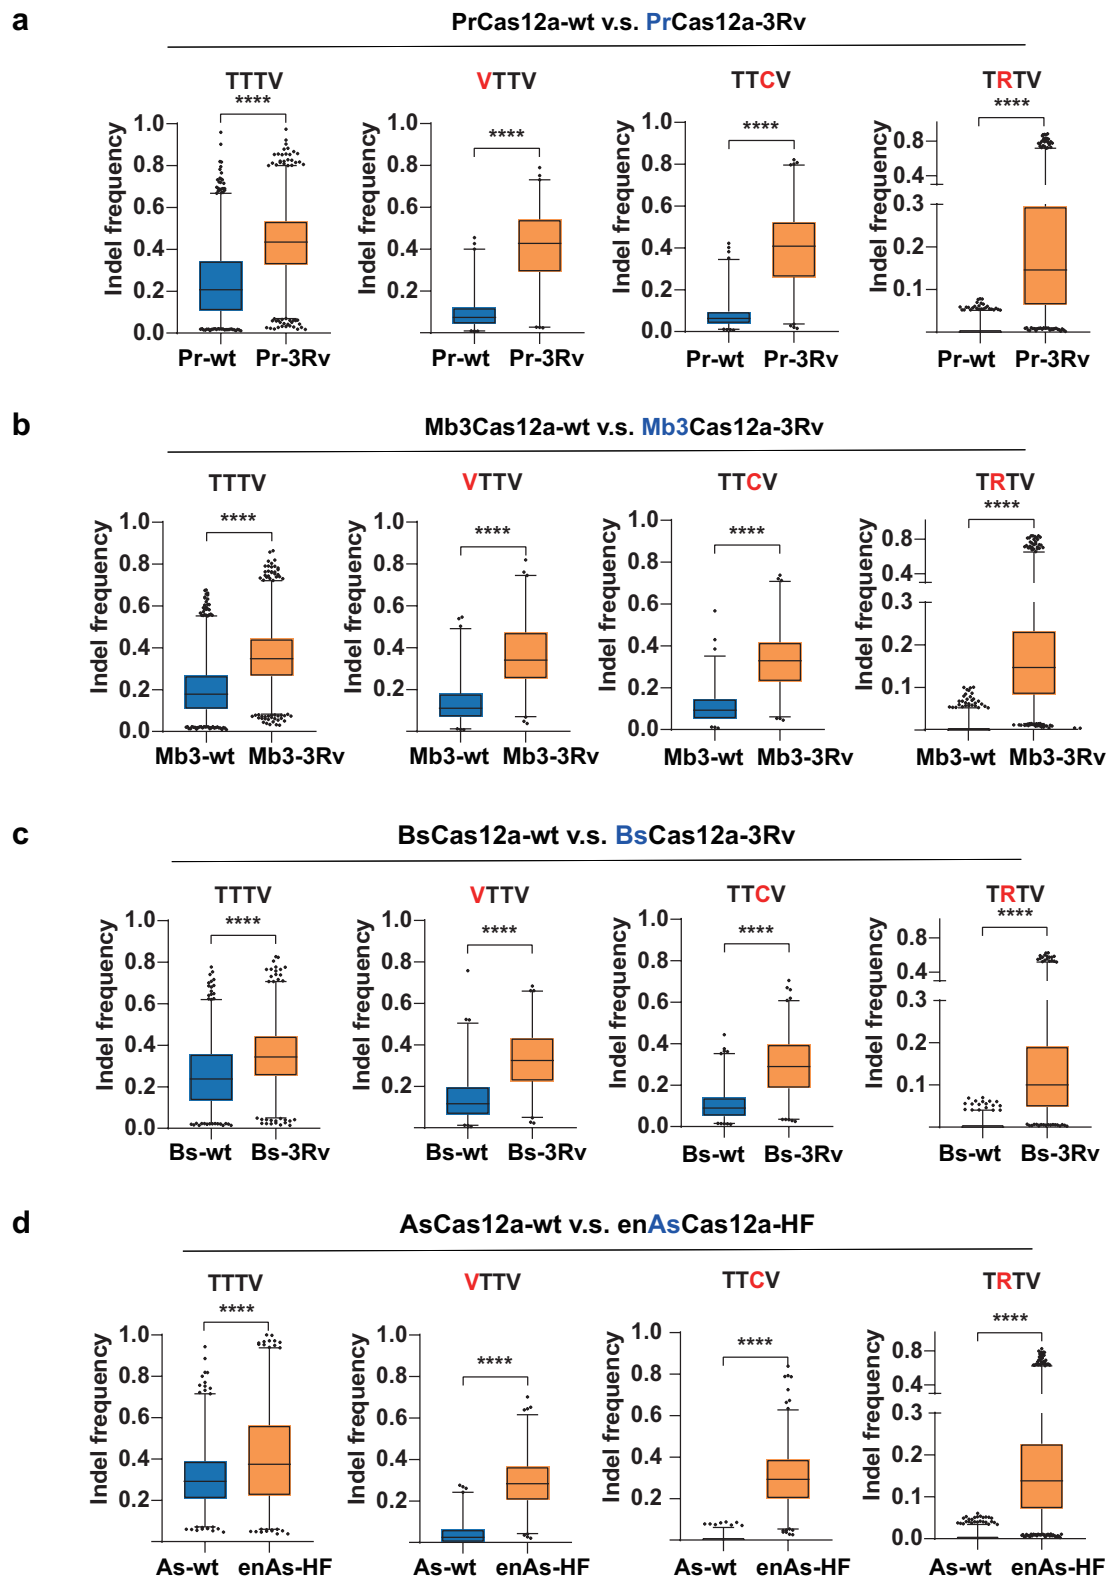 a
PrCas12a-wt v.s. PrCas12a-3Rv
TTTV VTTV TTCV TRTV
**** **** **** ****
Indel frequency Indel frequency Indel frequency Indel frequency
1.0 1.0 1.0 0.8
0.8 0.8 0.8 0.4
0.6 0.6 0.6 0.3
0.4 0.4 0.4 0.2
0.2 0.2 0.2 0.1
0.0 0.0
Pr-wt Pr-3Rv Pr-wt Pr-3Rv Pr-wt Pr-3Rv Pr-wt Pr-3Rv
b
Mb3Cas12a-wt v.s. Mb3Cas12a-3Rv
TTTV VTTV TTCV TRTV
**** **** **** ****
Indel frequency Indel frequency Indel frequency Indel frequency
1.0 1.0 1.0 0.8
0.8 0.8 0.8 0.4
0.6 0.6 0.6 0.3
0.4 0.4 0.4 0.2
0.2 0.2 0.2 0.1
0.0 0.0
Mb3-wt Mb3-3Rv Mb3-wt Mb3-3Rv Mb3-wt Mb3-3Rv Mb3-wt Mb3-3Rv
c
BsCas12a-wt v.s. BsCas12a-3Rv
TTTV VTTV TTCV TRTV
**** **** **** ****
Indel frequency Indel frequency Indel frequency Indel frequency
1.0 1.0 1.0 0.8
0.8 0.8 0.8 0.4
0.6 0.6 0.6 0.3
0.4 0.4 0.4 0.2
0.2 0.2 0.2 0.1
0.0 0.0
Bs-wt Bs-3Rv Bs-wt Bs-3Rv Bs-wt Bs-3Rv Bs-wt Bs-3Rv
d
AsCas12a-wt v.s. enAsCas12a-HF
TTTV VTTV TTCV TRTV
**** **** **** ****
Indel frequency Indel frequency Indel frequency Indel frequency
1.0 1.0 1.0 0.8
0.8 0.8 0.8 0.4
0.6 0.6 0.6 0.3
0.4 0.4 0.4 0.2
0.2 0.2 0.2 0.1
0.0
As-wt enAs-HF As-wt enAs-HF As-wt enAs-HF As-wt enAs-HF